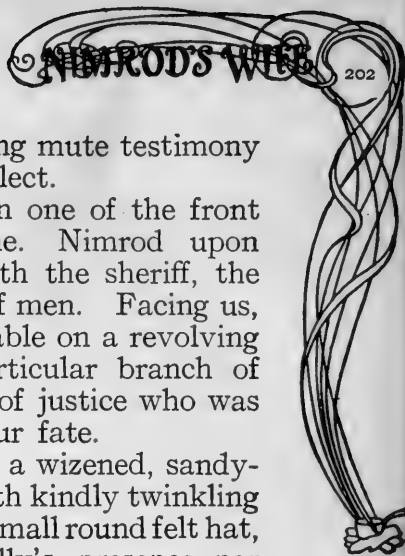 NIMROD'S WIFE
202
ng mute testimony
lect.
n one of the front
e. Nimrod upon
th the sheriff, the
f men. Facing us,
able on a revolving
rticular branch of
of justice who was
ur fate.
a wizened, sandy-
th kindly twinkling
small round felt hat,